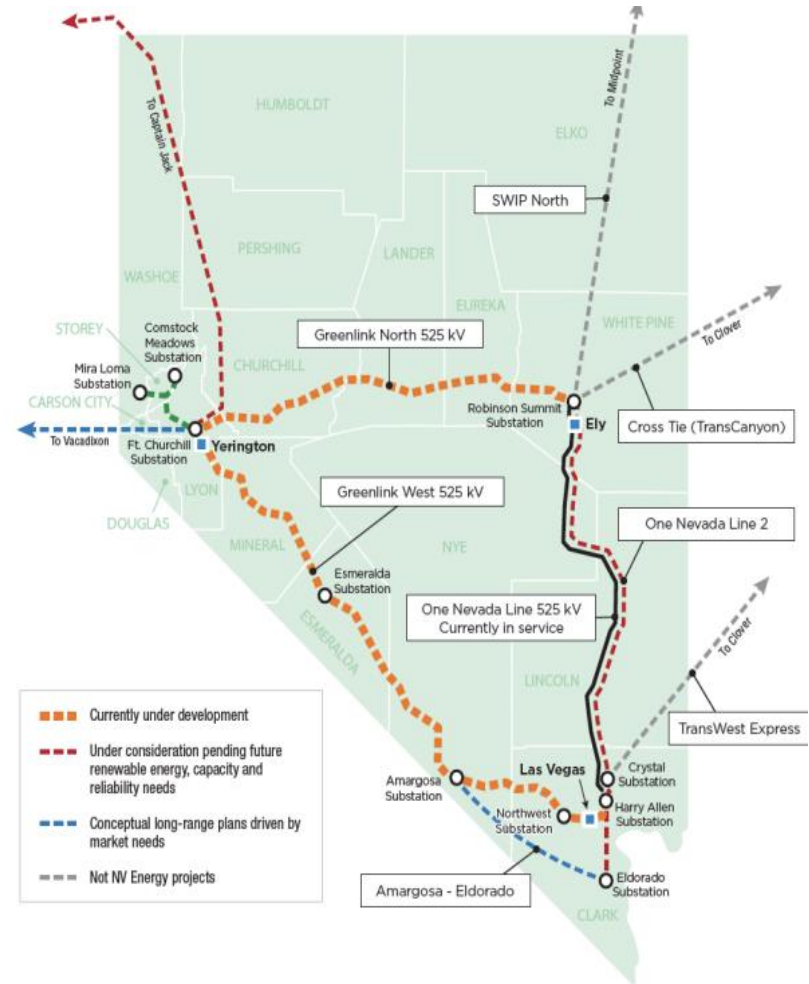 To Captain Jack
To Midpoint
HUMBOLDT
ELKO
SWIP North
PERSHING
LANDER
WASHOE
EUREKA
WHITE PINE
To Clover
STOREY
Comstock
Meadows
Substation
Greenlink North 525 kV
CHURCHILL
Mira Loma
Substation
CARSON CITY
Robinson Summit
Substation
Ely
Cross Tie (TransCanyon)
To Vacadixon
Ft. Churchill
Substation
Yerington
LYON
DOUGLAS
Greenlink West 525 kV
MINERAL
NYE
One Nevada Line 2
Esmeralda
Substation
ESMERALDA
One Nevada Line 525 kV
Currently in service
To Clover
LINCOLN
TransWest Express
Currently under development
Under consideration pending future
renewable energy, capacity and
reliability needs
Conceptual long-range plans driven by
market needs
Not NV Energy projects
Amargosa
Substation
Las Vegas
Crystal
Substation
Northwest
Substation
Harry Allen
Substation
Amargosa - Eldorado
Eldorado
Substation
CLARK